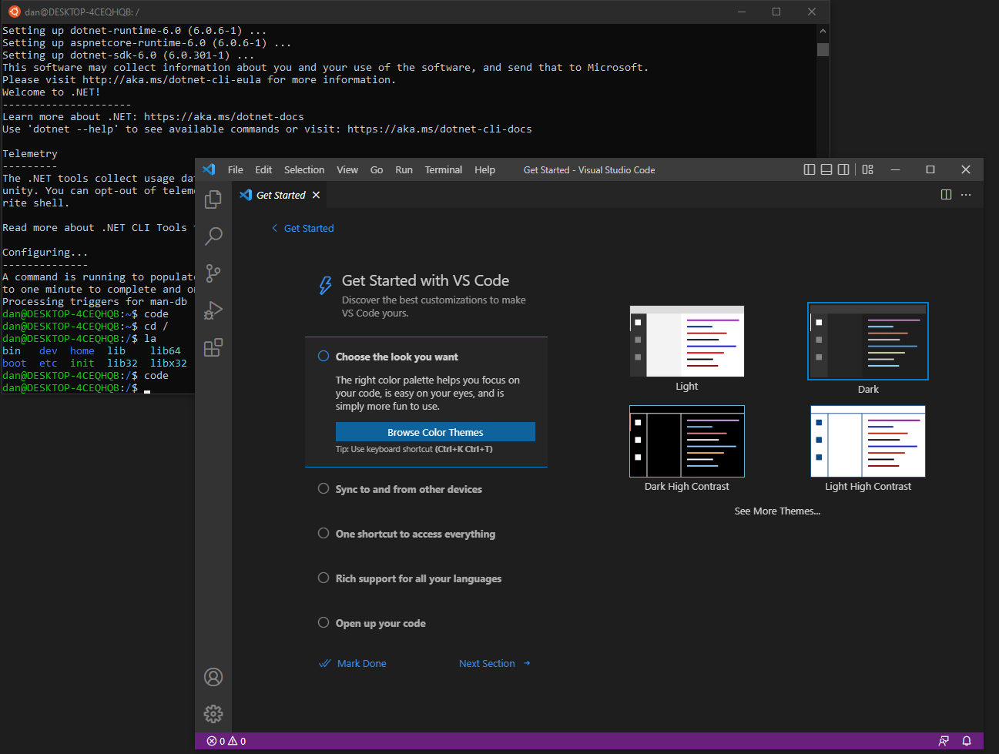 dan@DESKTOP-4CEQHQB: /
Setting up dotnet-runtime-6.0 (6.0.6-1) ...
Setting up aspnetcore-runtime-6.0 (6.0.6-1) ...
Setting up dotnet-sdk-6.0 (6.0.301-1) ...
This software may collect information about you and your use of the software, and send that to Microsoft.
Please visit http://aka.ms/dotnet-cli-eula for more information.
Welcome to .NET!
---------------------
Learn more about .NET: https://aka.ms/dotnet-docs
Use 'dotnet --help' to see available commands or visit: https://aka.ms/dotnet-cli-docs
Telemetry
---------
The .NET tools collect usage da
unity. You can opt-out of telem
rite shell.
Read more about .NET CLI Tools
Configuring...
--------------
A command is running to populat
to one minute to complete and o
Processing triggers for man-db
dan@DESKTOP-4CEQHQB:~$ code
dan@DESKTOP-4CEQHQB:~$ cd /
dan@DESKTOP-4CEQHQB:/$ la
bin dev home lib lib64
boot etc init lib32 libx32
dan@DESKTOP-4CEQHQB:/$ code
dan@DESKTOP-4CEQHQB:/$
File Edit Selection View Go Run Terminal Help Get Started - Visual Studio Code
Get Started
Get Started
Get Started with VS Code
Discover the best customizations to make
VS Code yours.
Choose the look you want
The right color palette helps you focus on
your code, is easy on your eyes, and is
simply more fun to use.
Browse Color Themes
Tip: Use keyboard shortcut (Ctrl+K Ctrl+T)
Sync to and from other devices
One shortcut to access everything
Rich support for all your languages
Open up your code
Mark Done Next Section
Light Dark
Dark High Contrast Light High Contrast
See More Themes...
0 0